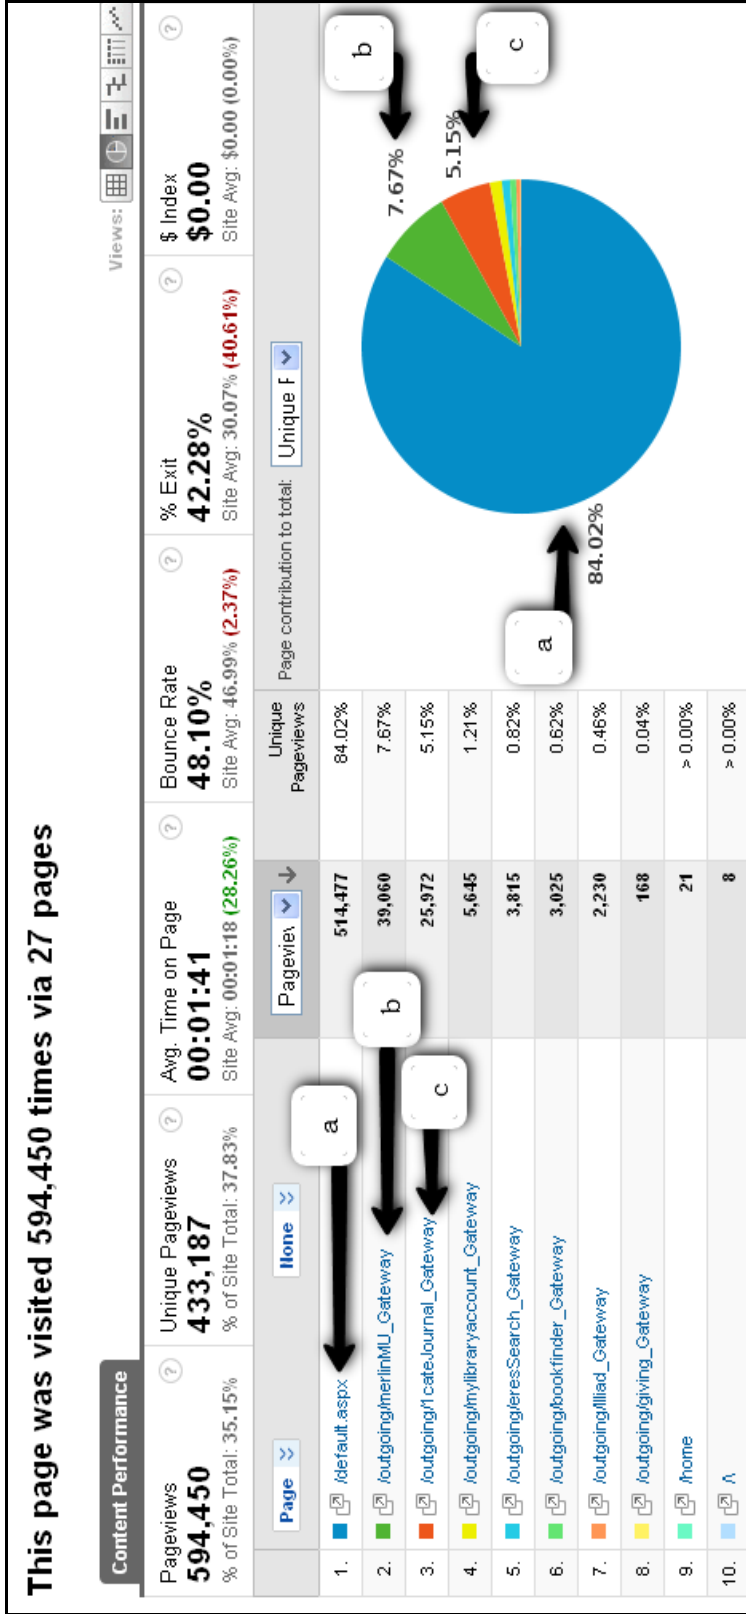 This page was visited 594,450 times via 27 pages
Content Performance
Views:
Pageviews
594,450
% of Site Total: 35.15%
Unique Pageviews
433,187
% of Site Total: 37.83%
Avg. Time on Page
00:01:41
Site Avg: 00:01:18 (28.26%)
Bounce Rate
48.10%
Site Avg: 46.99% (2.37%)
% Exit
42.28%
Site Avg: 30.07% (40.61%)
$ Index
$0.00
Site Avg: $0.00 (0.00%)
Page None Pageviev Unique Pageviews Page contribution to total: Unique F
1. /default.aspx 514,477 84.02%
2. /outgoing/merlinMU_Gateway 39,060 7.67%
3. /outgoing/1cateJournal_Gateway 25,972 5.15%
4. /outgoing/mylibraryaccount_Gateway 5,645 1.21%
5. /outgoing/eresSearch_Gateway 3,815 0.82%
6. /outgoing/bookfinder_Gateway 3,025 0.62%
7. /outgoing/Illiad_Gateway 2,230 0.46%
8. /outgoing/giving_Gateway 168 0.04%
9. /home 21 > 0.00%
10. /\ 8 > 0.00%
a
b
c
a
84.02%
b
7.67%
c
5.15%